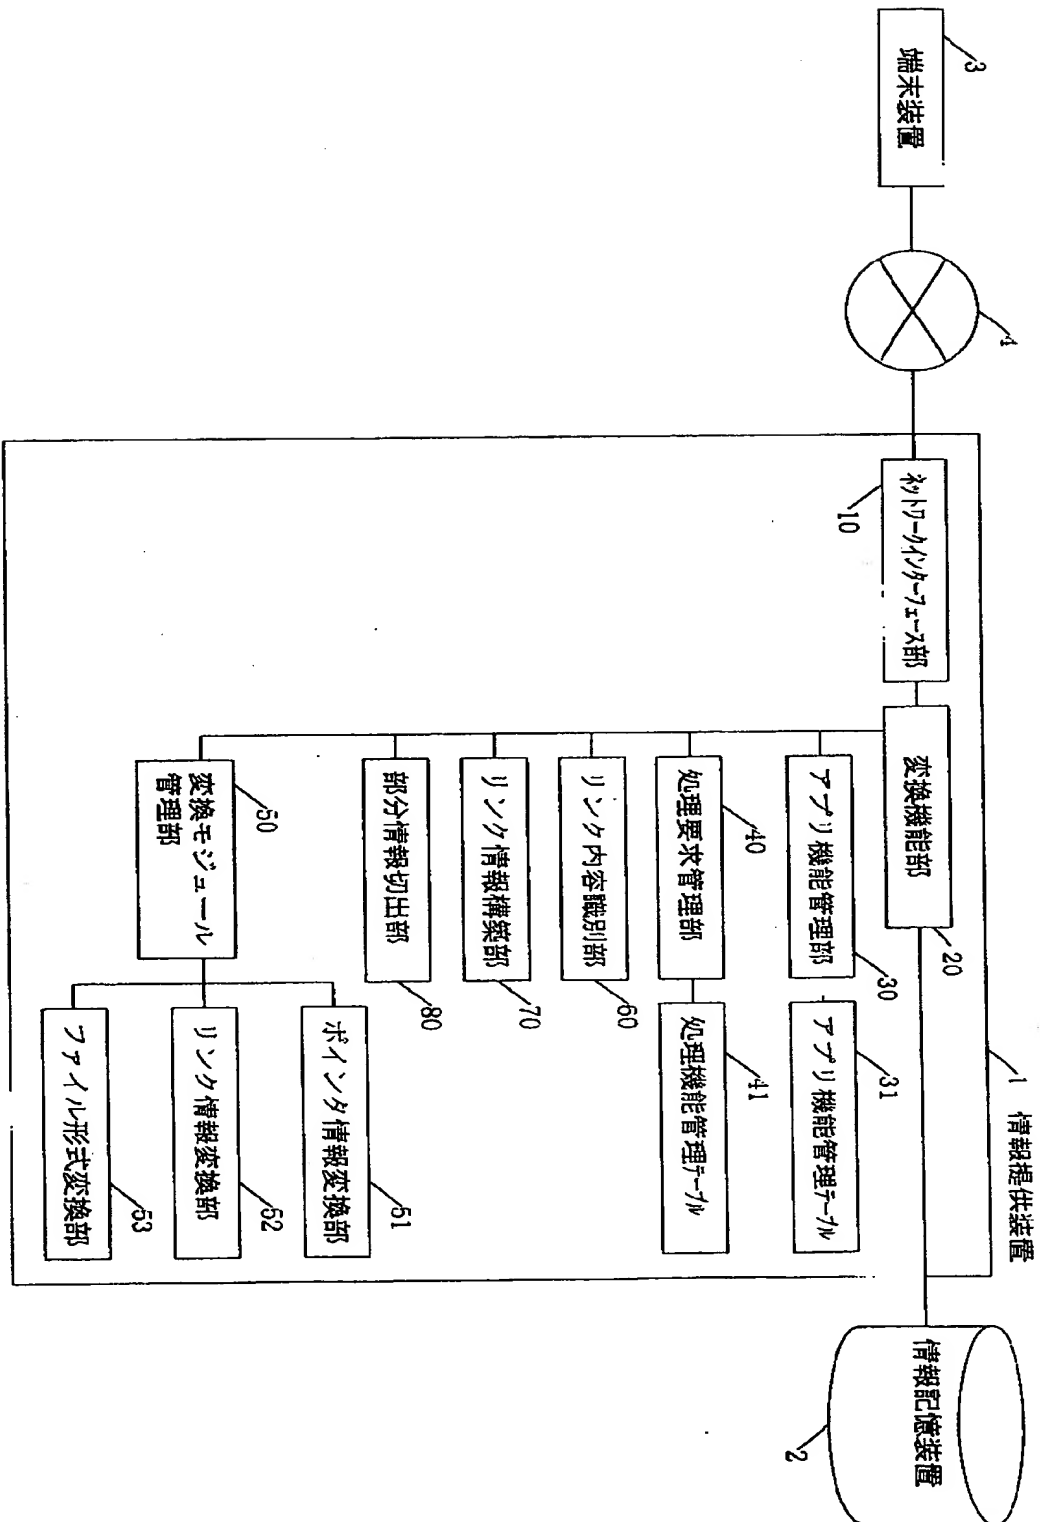 1 情報提供装置
3
端末装置
4
10
ネットワークインターフェース部
変換機能部
20
情報記憶装置
2
アプリ機能管理部
30
アプリ機能管理テーブル
31
処理要求管理部
40
処理機能管理テーブル
41
リンク内容識別部
60
リンク情報構築部
70
部分情報切出部
80
変換モジュール
管理部
50
ポインタ情報変換部
51
リンク情報変換部
52
ファイル形式変換部
53